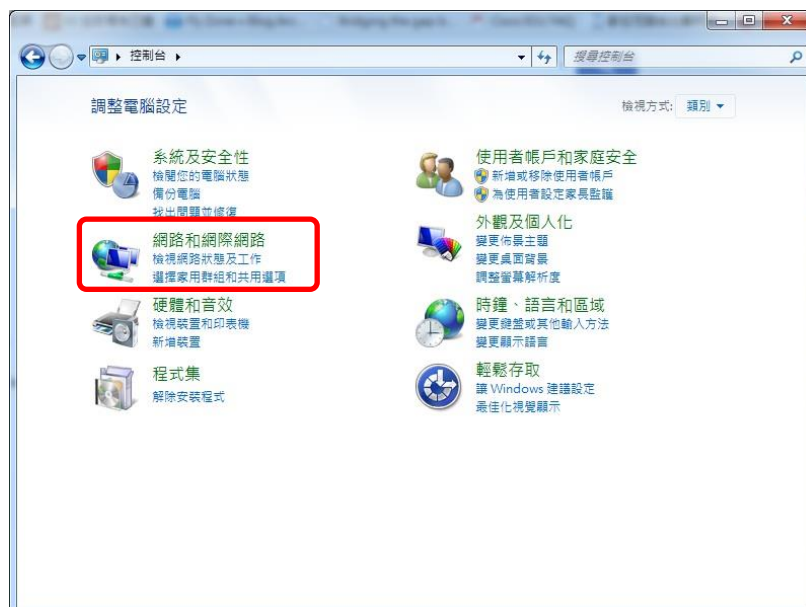 控制台
搜尋控制台
調整電腦設定
檢視方式: 類別
系統及安全性
檢閱您的電腦狀態
備份電腦
找出問題並修復
網路和網際網路
檢視網路狀態及工作
選擇家用群組和共用選項
硬體和音效
檢視裝置和印表機
新增裝置
程式集
解除安裝程式
使用者帳戶和家庭安全
新增或移除使用者帳戶
為使用者設定家長監護
外觀及個人化
變更佈景主題
變更桌面背景
調整螢幕解析度
時鐘、語言和區域
變更鍵盤或其他輸入方法
變更顯示語言
輕鬆存取
讓 Windows 建議設定
最佳化視覺顯示